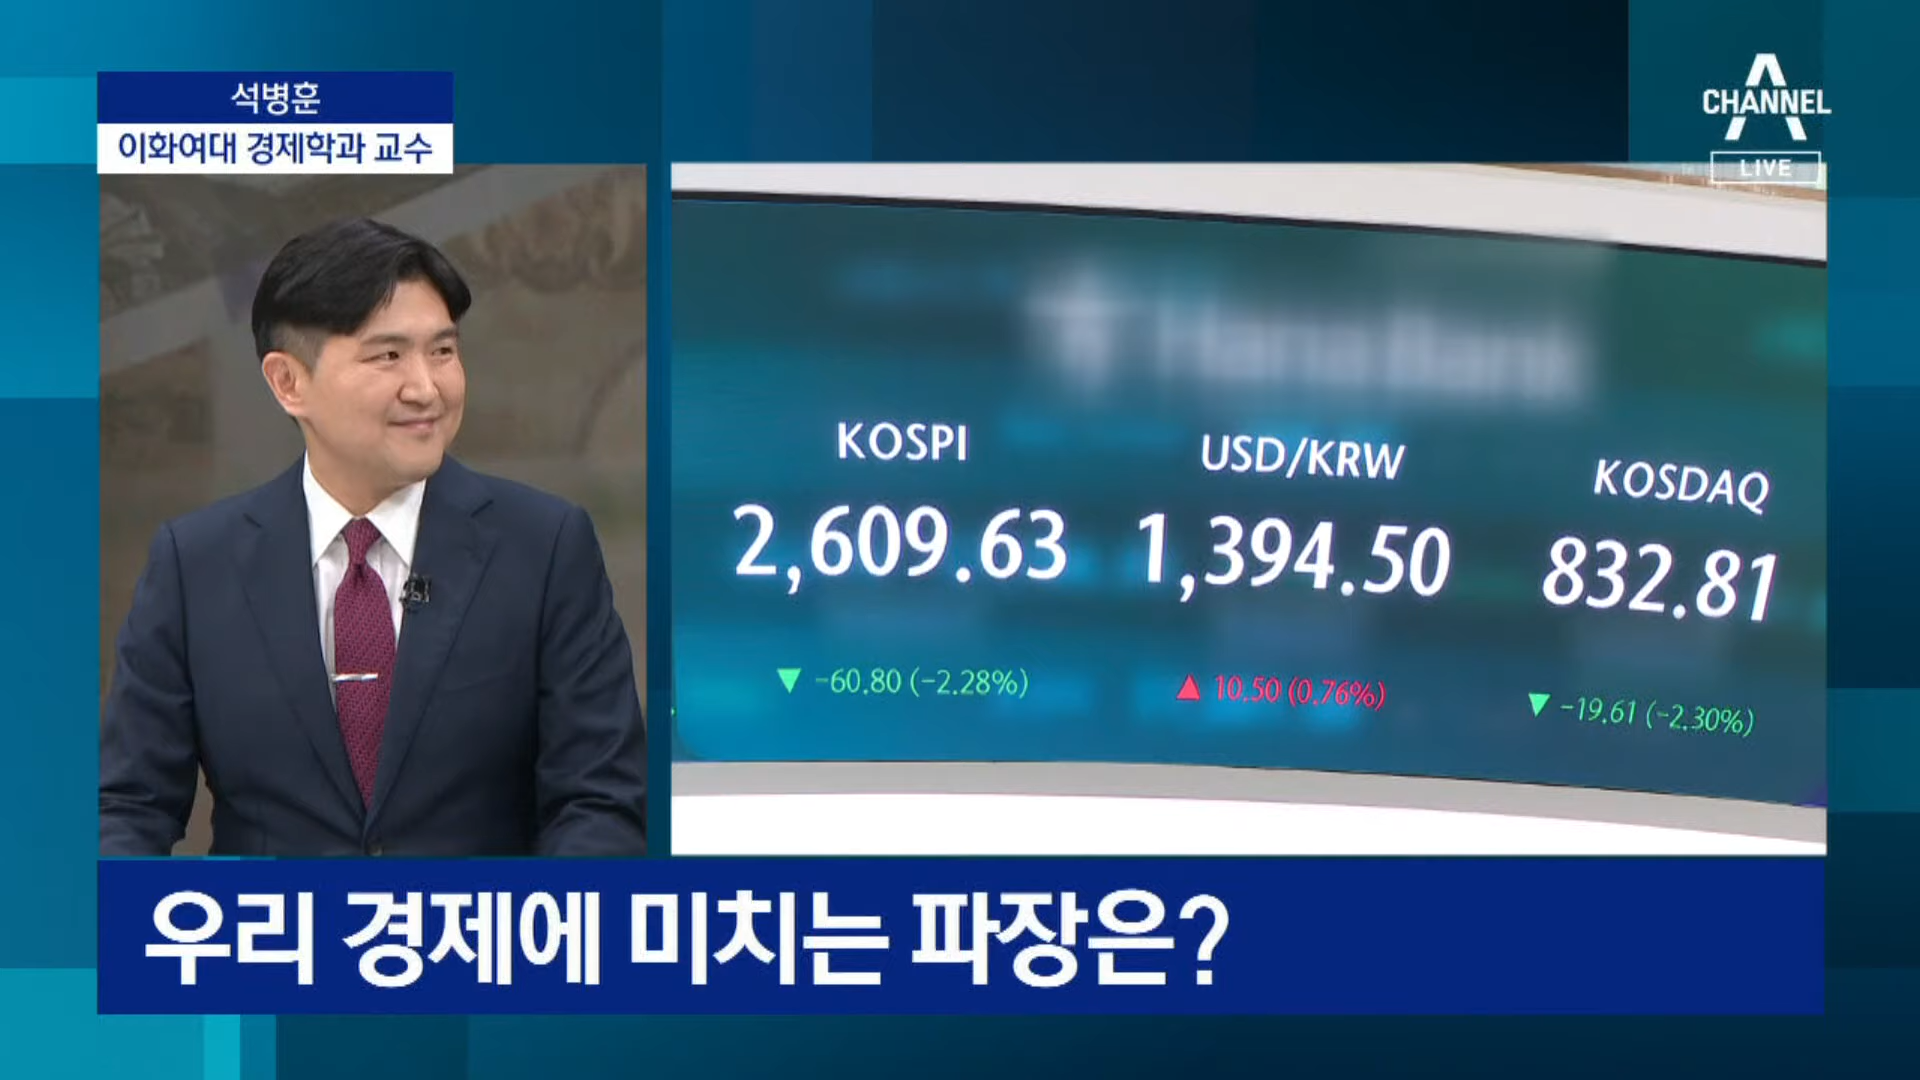 석병훈
이화여대 경제학과 교수
CHANNEL A
LIVE
Hana Bank
KOSPI
2,609.63
▼ -60.80 (-2.28%)
USD/KRW
1,394.50
▲ 10.50 (0.76%)
KOSDAQ
832.81
▼ -19.61 (-2.30%)
우리 경제에 미치는 파장은?